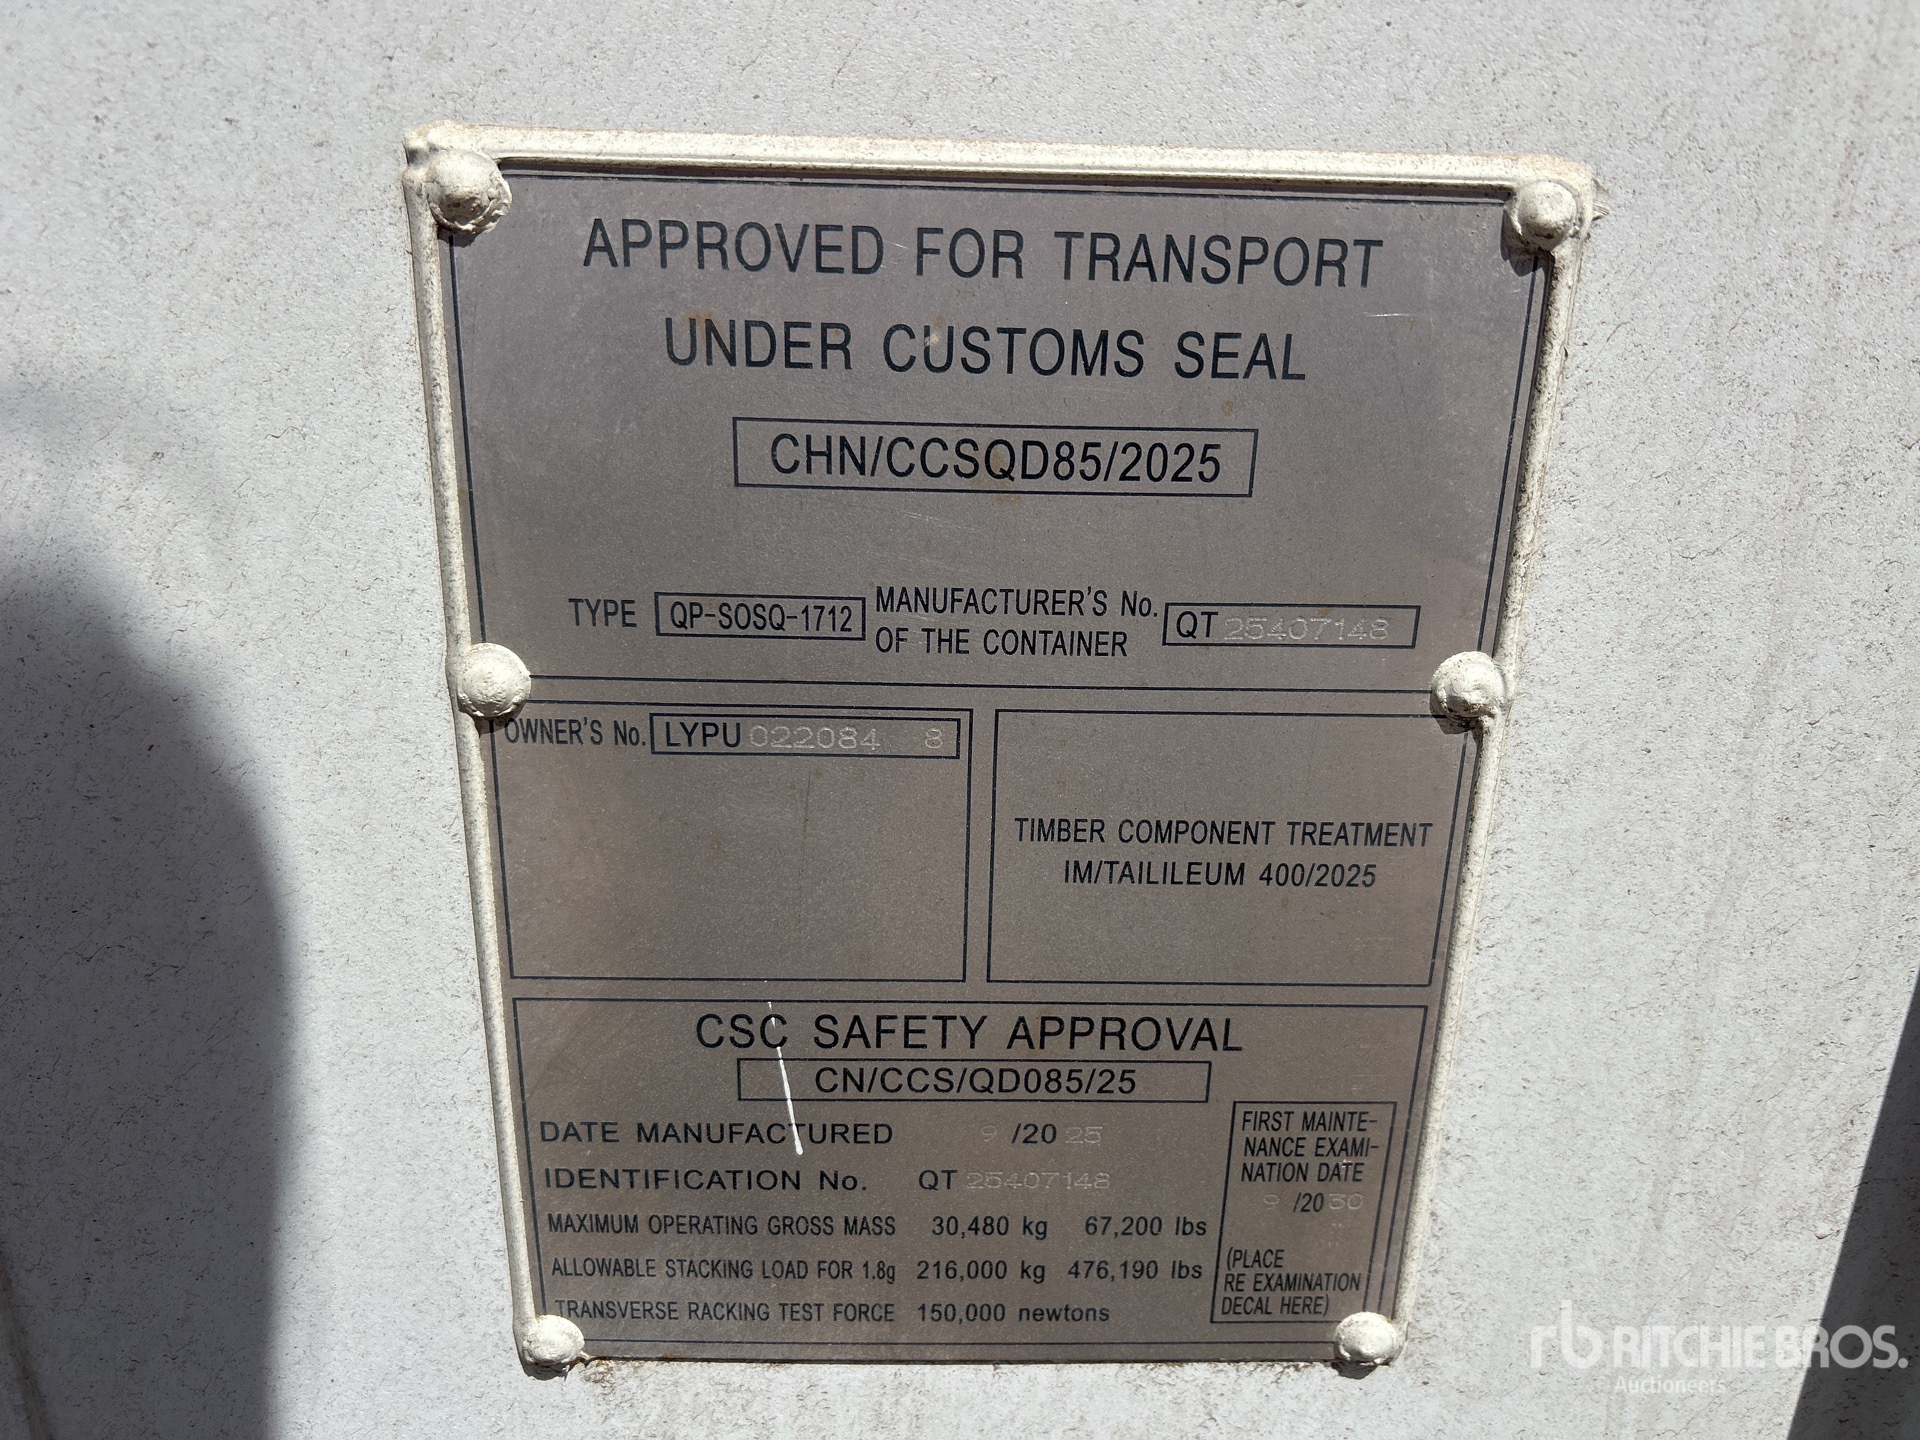 APPROVED FOR TRANSPORT
UNDER CUSTOMS SEAL
CHN/CCSQD85/2025
TYPE QP-SOSQ-1712 MANUFACTURER'S No. OF THE CONTAINER QT 25407148
OWNER'S No. LYPU 022084 8
TIMBER COMPONENT TREATMENT
IM/TAILILEUM 400/2025
CSC SAFETY APPROVAL
CN/CCS/QD085/25
DATE MANUFACTURED 9 /20 25
IDENTIFICATION No. QT 25407148
MAXIMUM OPERATING GROSS MASS 30,480 kg 67,200 lbs
ALLOWABLE STACKING LOAD FOR 1.8g 216,000 kg 476,190 lbs
TRANSVERSE RACKING TEST FORCE 150,000 newtons
FIRST MAINTE-
NANCE EXAMI-
NATION DATE
9 /20 30
(PLACE
RE EXAMINATION
DECAL HERE)
rb RITCHIE BROS.
Auctioneers